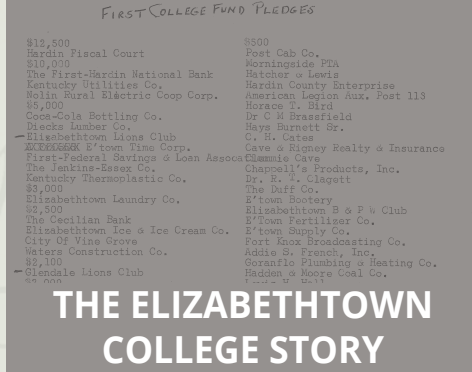 FIRST COLLEGE FUND PLEDGES
$12,500
Hardin Fiscal Court
$10,000
The First-Hardin National Bank
Kentucky Utilities Co.
Nolin Rural Electric Coop Corp.
$5,000
Coca-Cola Bottling Co.
Diecks Lumber Co.
Elizabethtown Lions Club
E'town Time Corp.
First-Federal Savings & Loan Assoc
The Jenkins-Essex Co.
Kentucky Thermoplastic Co.
$3,000
Elizabethtown Laundry Co.
$2,500
The Cecilian Bank
Elizabethtown Ice & Ice Cream Co.
City Of Vine Grove
Waters Construction Co.
$2,100
Glendale Lions Club
$500
Post Cab Co.
Morningside PTA
Hatcher & Lewis
Hardin County Enterprise
American Legion Aux. Post 113
Horace T. Bird
Dr C M Brassfield
Hays Burnett Sr.
C. H. Cates
Cave & Rigney Realty & Insurance
Cave
Chappell's Products, Inc.
Dr. R. T. Clagett
The Duff Co.
E'town Bootery
Elizabethtown B & P W Club
E'Town Fertilizer Co.
E'town Supply Co.
Fort Knox Broadcasting Co.
Addie S. French, Inc.
Goranflo Plumbing & Heating Co.
Hadden & Moore Coal Co.
THE ELIZABETHTOWN
COLLEGE STORY